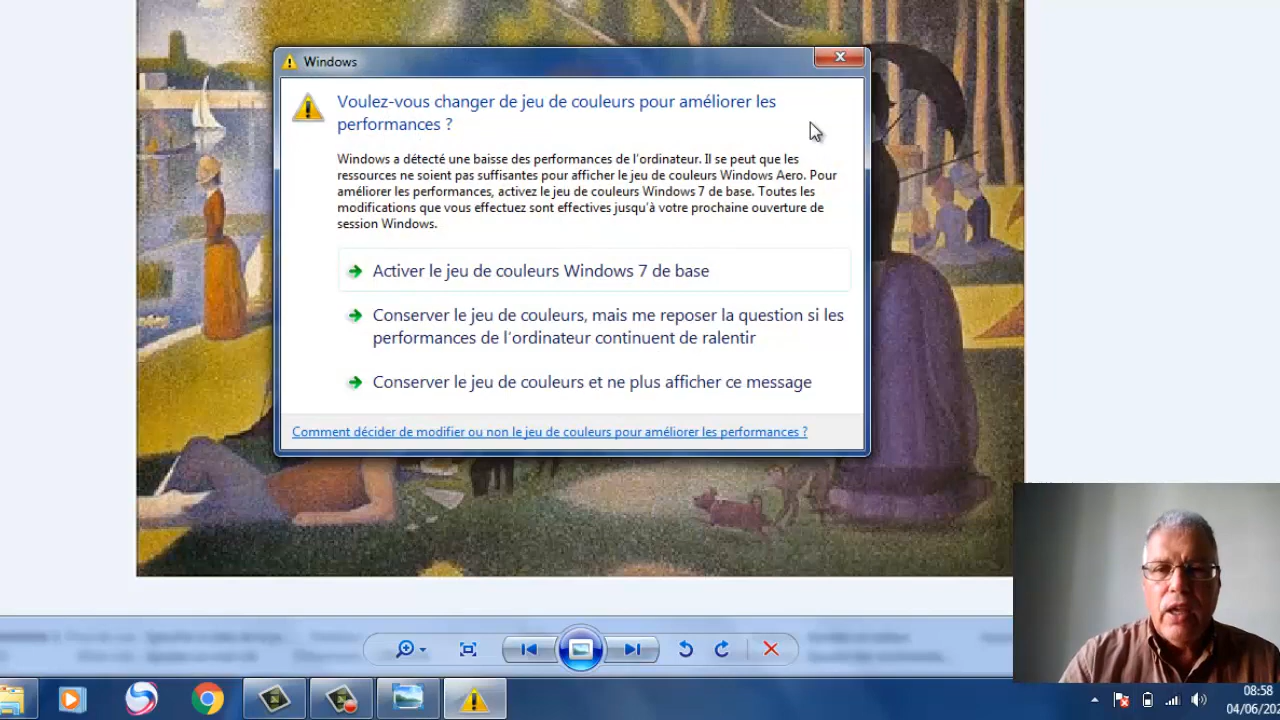 Windows
Voulez-vous changer de jeu de couleurs pour améliorer les
performances ?
Windows a détecté une baisse des performances de l'ordinateur. Il se peut que les
ressources ne soient pas suffisantes pour afficher le jeu de couleurs Windows Aero. Pour
améliorer les performances, activez le jeu de couleurs Windows 7 de base. Toutes les
modifications que vous effectuez sont effectives jusqu'à votre prochaine ouverture de
session Windows.
Activer le jeu de couleurs Windows 7 de base
Conserver le jeu de couleurs, mais me reposer la question si les
performances de l'ordinateur continuent de ralentir
Conserver le jeu de couleurs et ne plus afficher ce message
Comment décider de modifier ou non le jeu de couleurs pour améliorer les performances ?
08:58
04/06/202